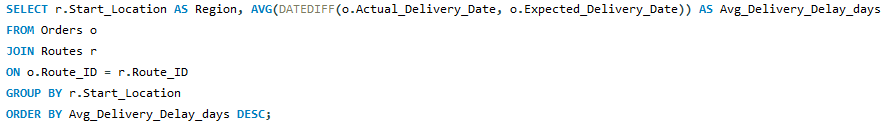 SELECT r.Start_Location AS Region, AVG(DATEDIFF(o.Actual_Delivery_Date, o.Expected_Delivery_Date)) AS Avg_Delivery_Delay_days
FROM Orders o
JOIN Routes r
ON o.Route_ID = r.Route_ID
GROUP BY r.Start_Location
ORDER BY Avg_Delivery_Delay_days DESC;